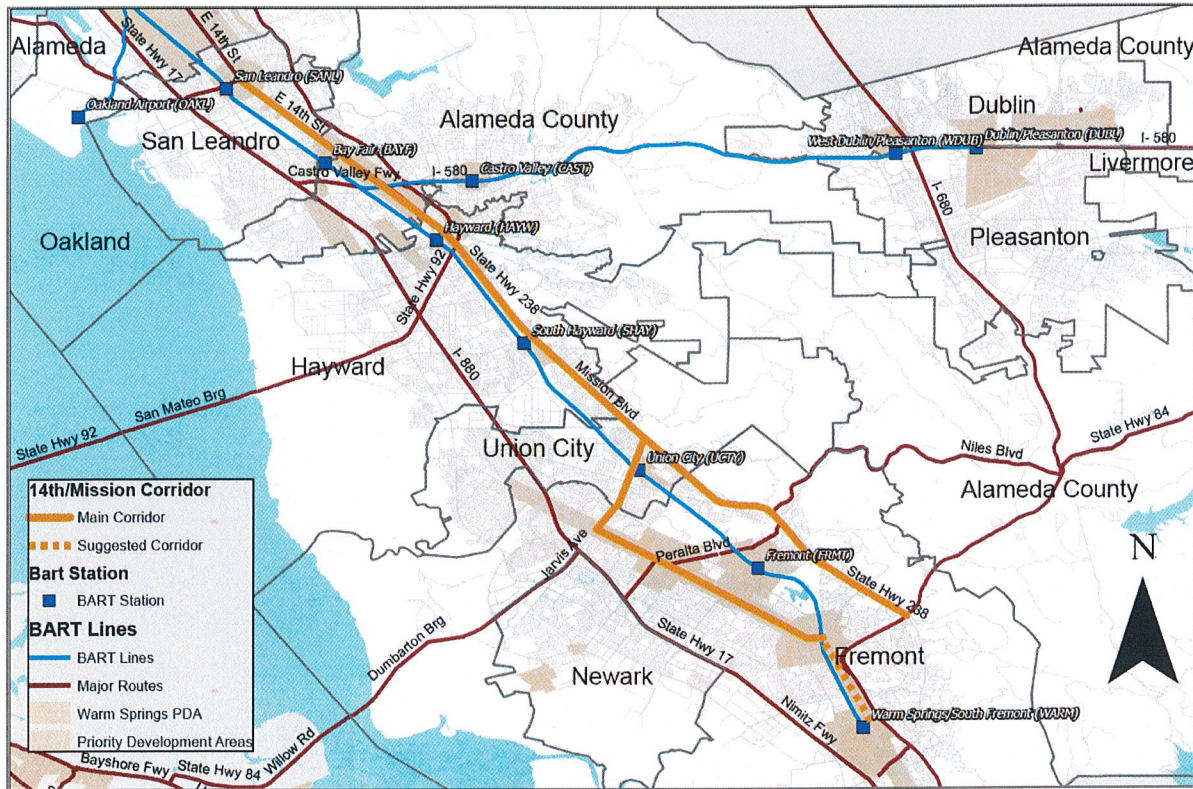 Alameda
State Hwy 17
E 14th St
San Leandro (SANL)
Alameda County
Oakland Airport (OAKL)
E 14th St
San Leandro
Alameda County
Dublin
West Dublin/Pleasanton (WDUB)
Dublin/Pleasanton (DUBL)
I- 580
Bay Fair (BAYF)
Castro Valley Fwy
I- 580
Castro Valley (CAST)
Livermore
I- 680
Oakland
Hayward (HAYW)
Pleasanton
State Hwy 92
State Hwy 238
South Hayward (SHAY)
Hayward
I- 880
Mission Blvd
San Mateo Brg
State Hwy 92
Union City
Union City (UCTY)
Niles Blvd
State Hwy 84
Alameda County
14th/Mission Corridor
Main Corridor
Suggested Corridor
Bart Station
BART Station
BART Lines
BART Lines
Major Routes
Warm Springs PDA
Priority Development Areas
Jarvis Ave
Peralta Blvd
Fremont (FRMT)
State Hwy 238
N
Dumbarton Brg
State Hwy 17
Newark
Fremont
Nimitz Fwy
Warm Springs/South Fremont (WARM)
Bayshore Fwy
State Hwy 84
Willow Rd